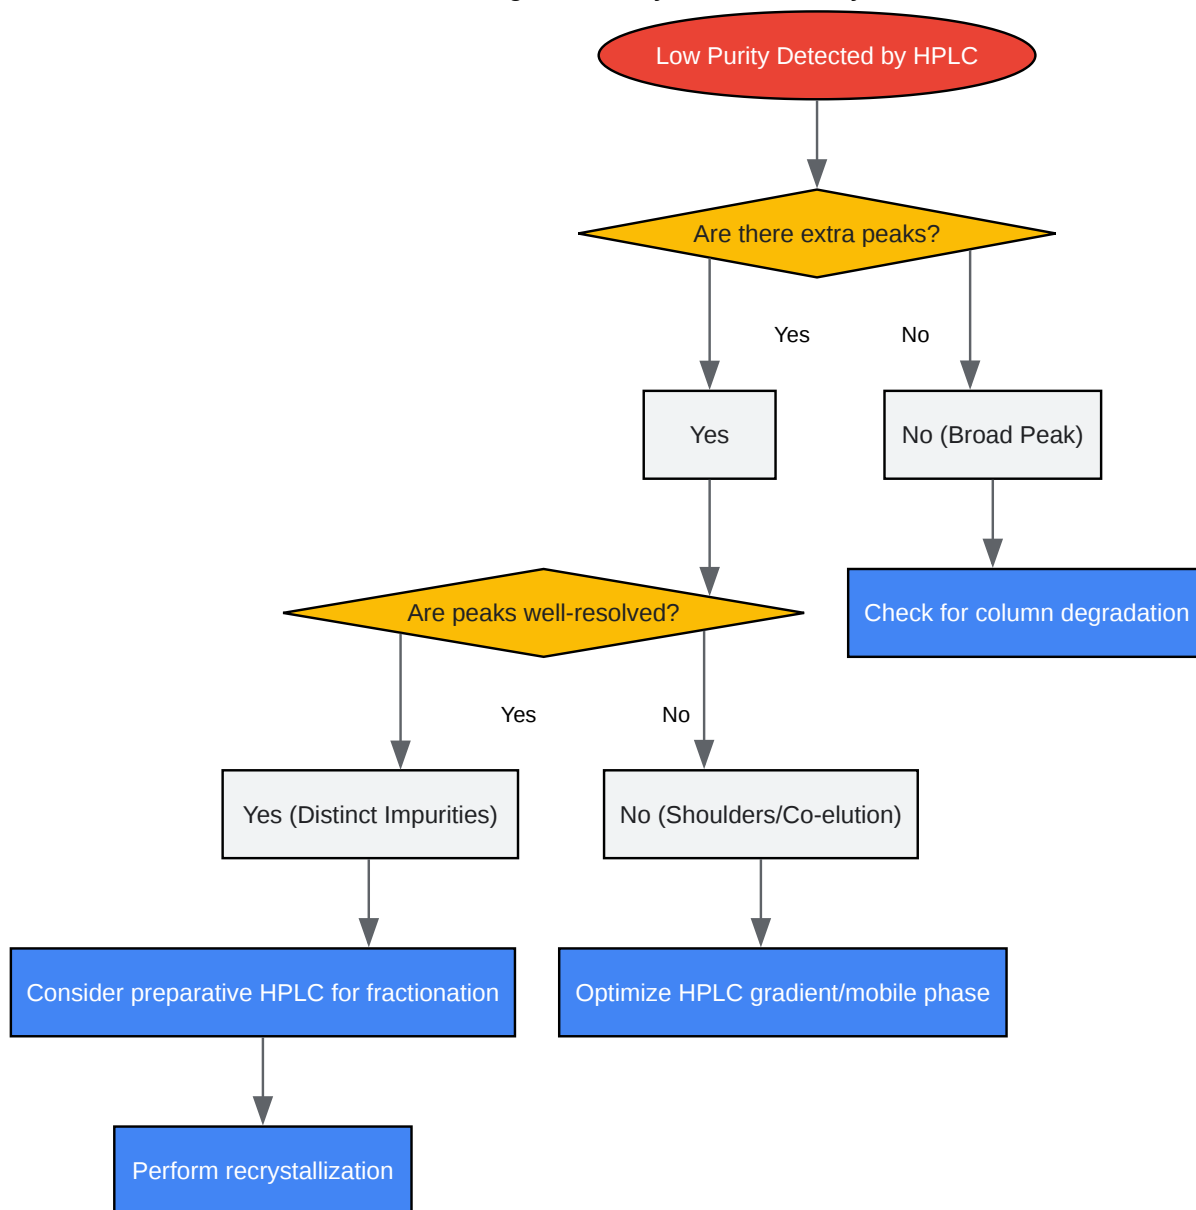 Low Purity Detected by HPLC
Are there extra peaks?
Yes
No
Yes
No (Broad Peak)
Are peaks well-resolved?
Check for column degradation
Yes
No
Yes (Distinct Impurities)
No (Shoulders/Co-elution)
Consider preparative HPLC for fractionation
Optimize HPLC gradient/mobile phase
Perform recrystallization